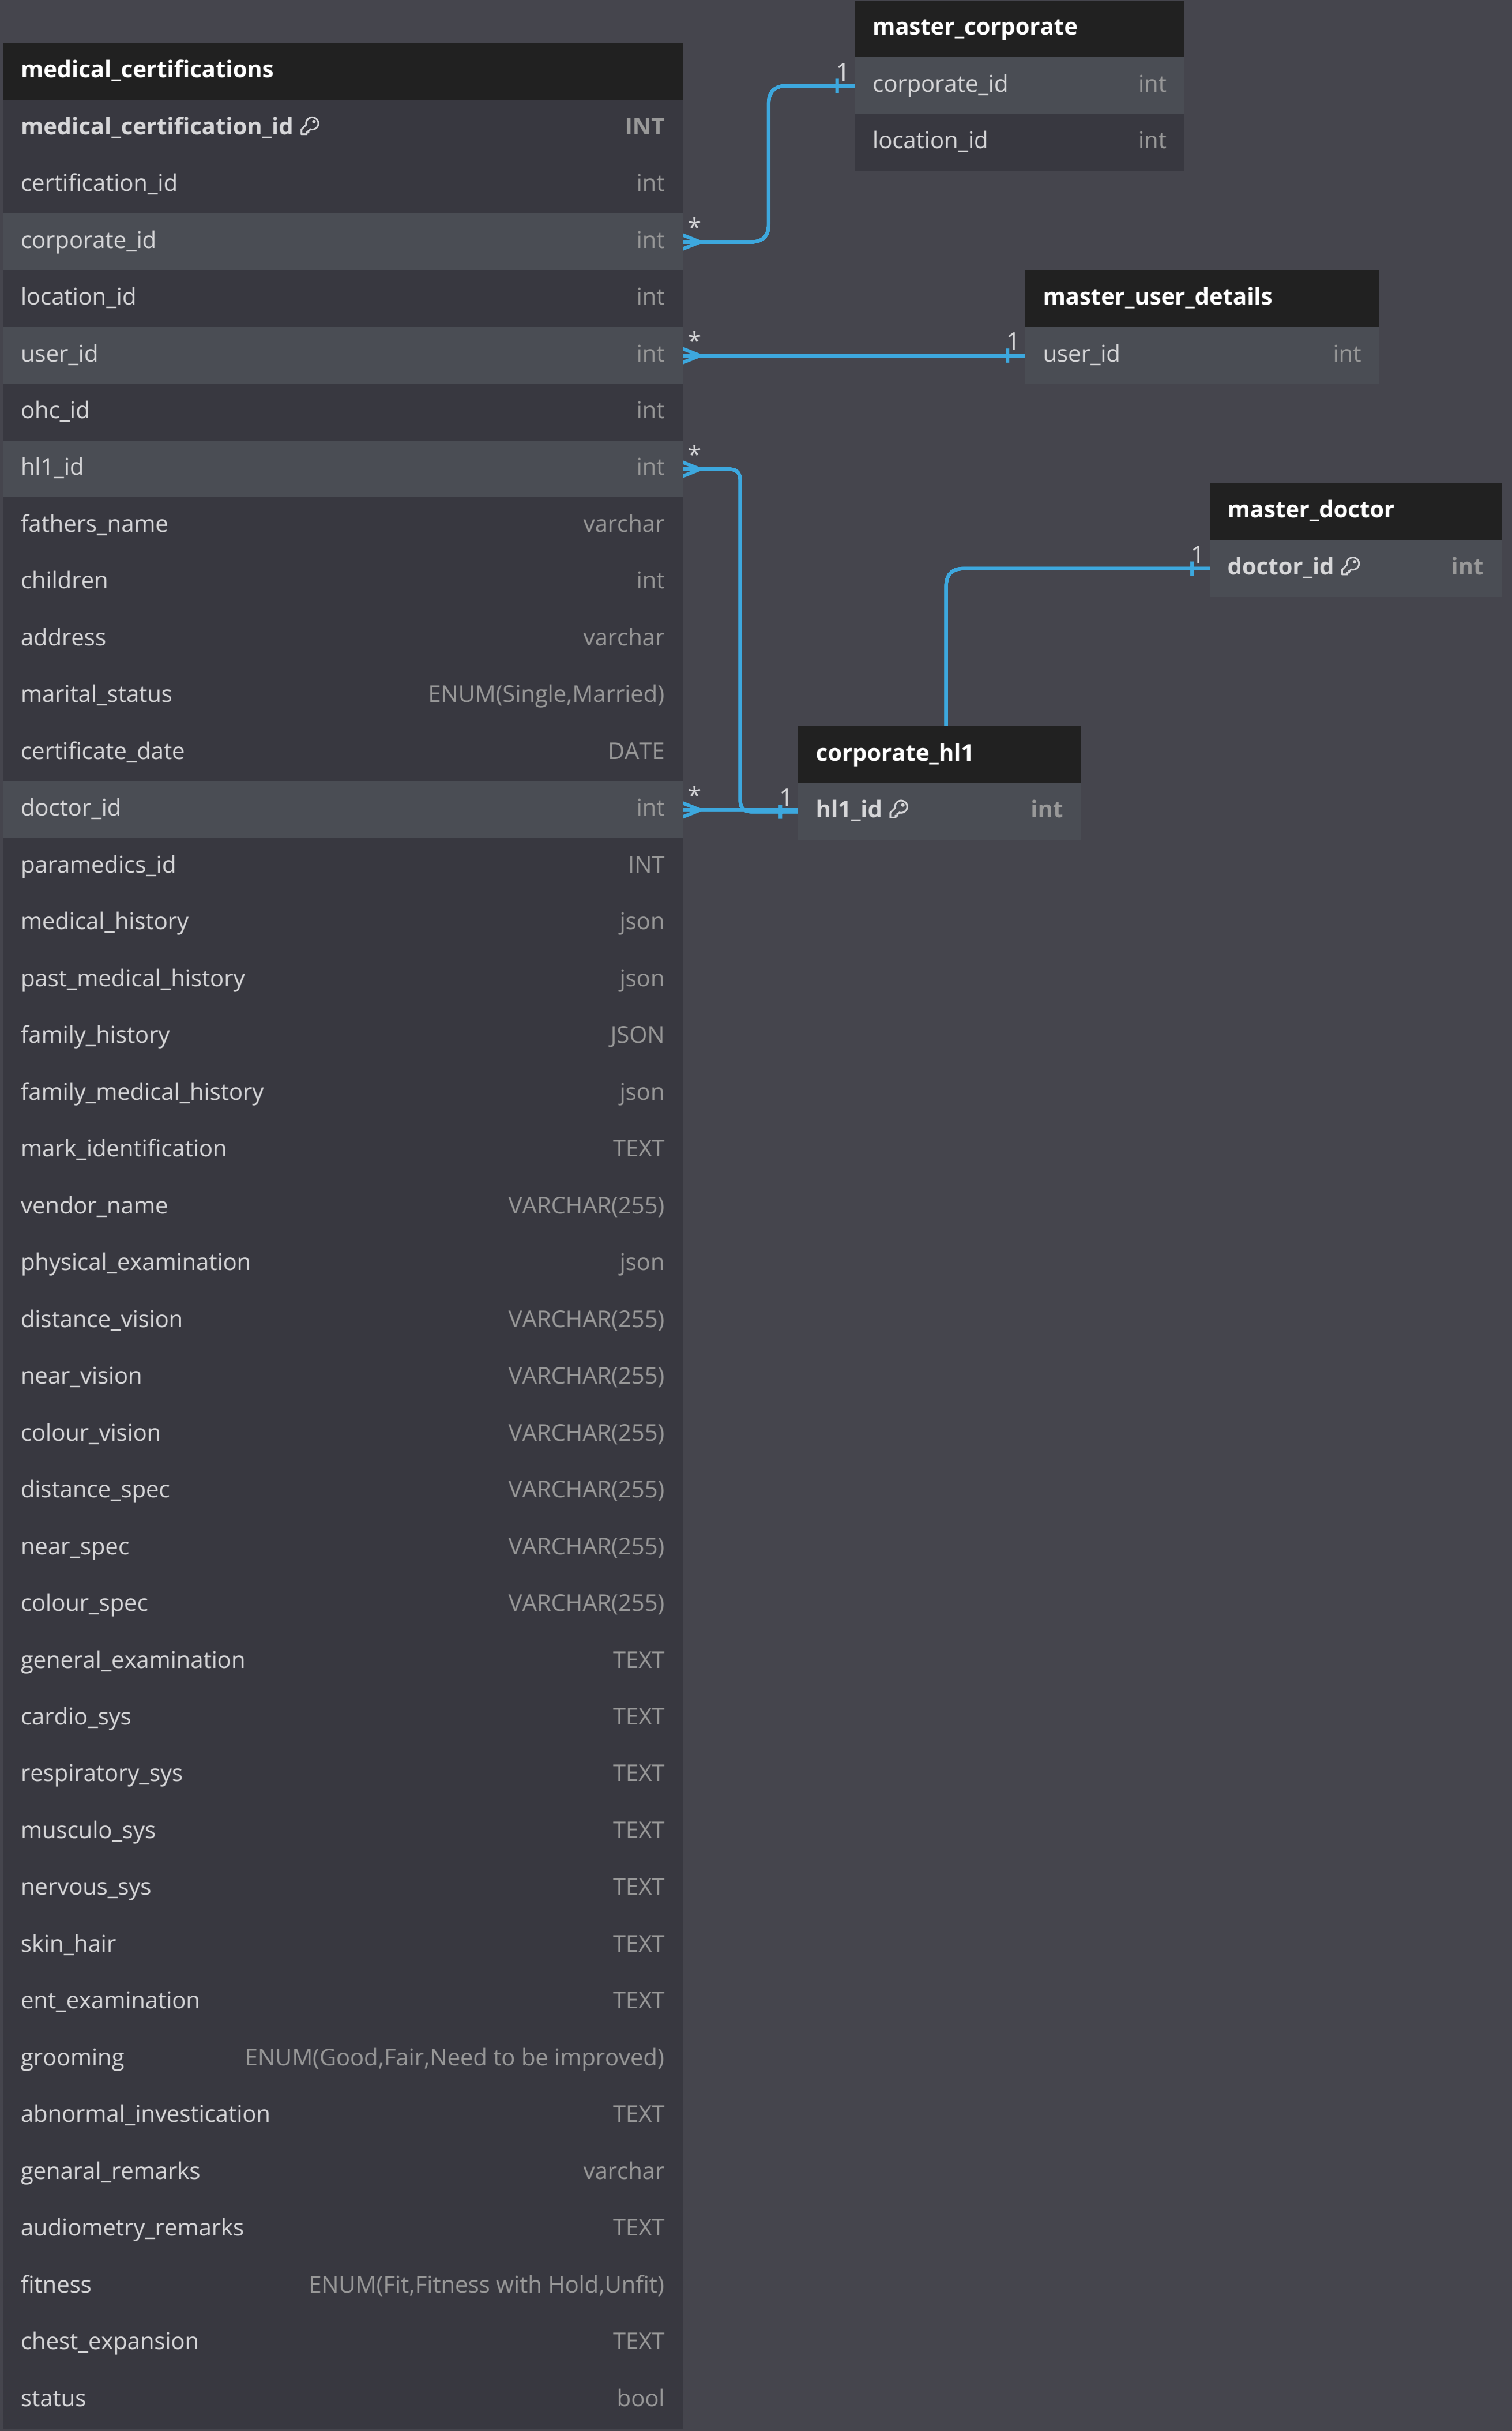 medical_certifications
medical_certification_id INT
certification_id int
corporate_id int
location_id int
user_id int
ohc_id int
hl1_id int
fathers_name varchar
children int
address varchar
marital_status ENUM(Single,Married)
certificate_date DATE
doctor_id int
paramedics_id INT
medical_history json
past_medical_history json
family_history JSON
family_medical_history json
mark_identification TEXT
vendor_name VARCHAR(255)
physical_examination json
distance_vision VARCHAR(255)
near_vision VARCHAR(255)
colour_vision VARCHAR(255)
distance_spec VARCHAR(255)
near_spec VARCHAR(255)
colour_spec VARCHAR(255)
general_examination TEXT
cardio_sys TEXT
respiratory_sys TEXT
musculo_sys TEXT
nervous_sys TEXT
skin_hair TEXT
ent_examination TEXT
grooming ENUM(Good,Fair,Need to be improved)
abnormal_investication TEXT
genaral_remarks varchar
audiometry_remarks TEXT
fitness ENUM(Fit,Fitness with Hold,Unfit)
chest_expansion TEXT
status bool
*
*
*
*
1
master_corporate
corporate_id int
location_id int
1
master_user_details
user_id int
1
master_doctor
doctor_id int
1
corporate_hl1
hl1_id int